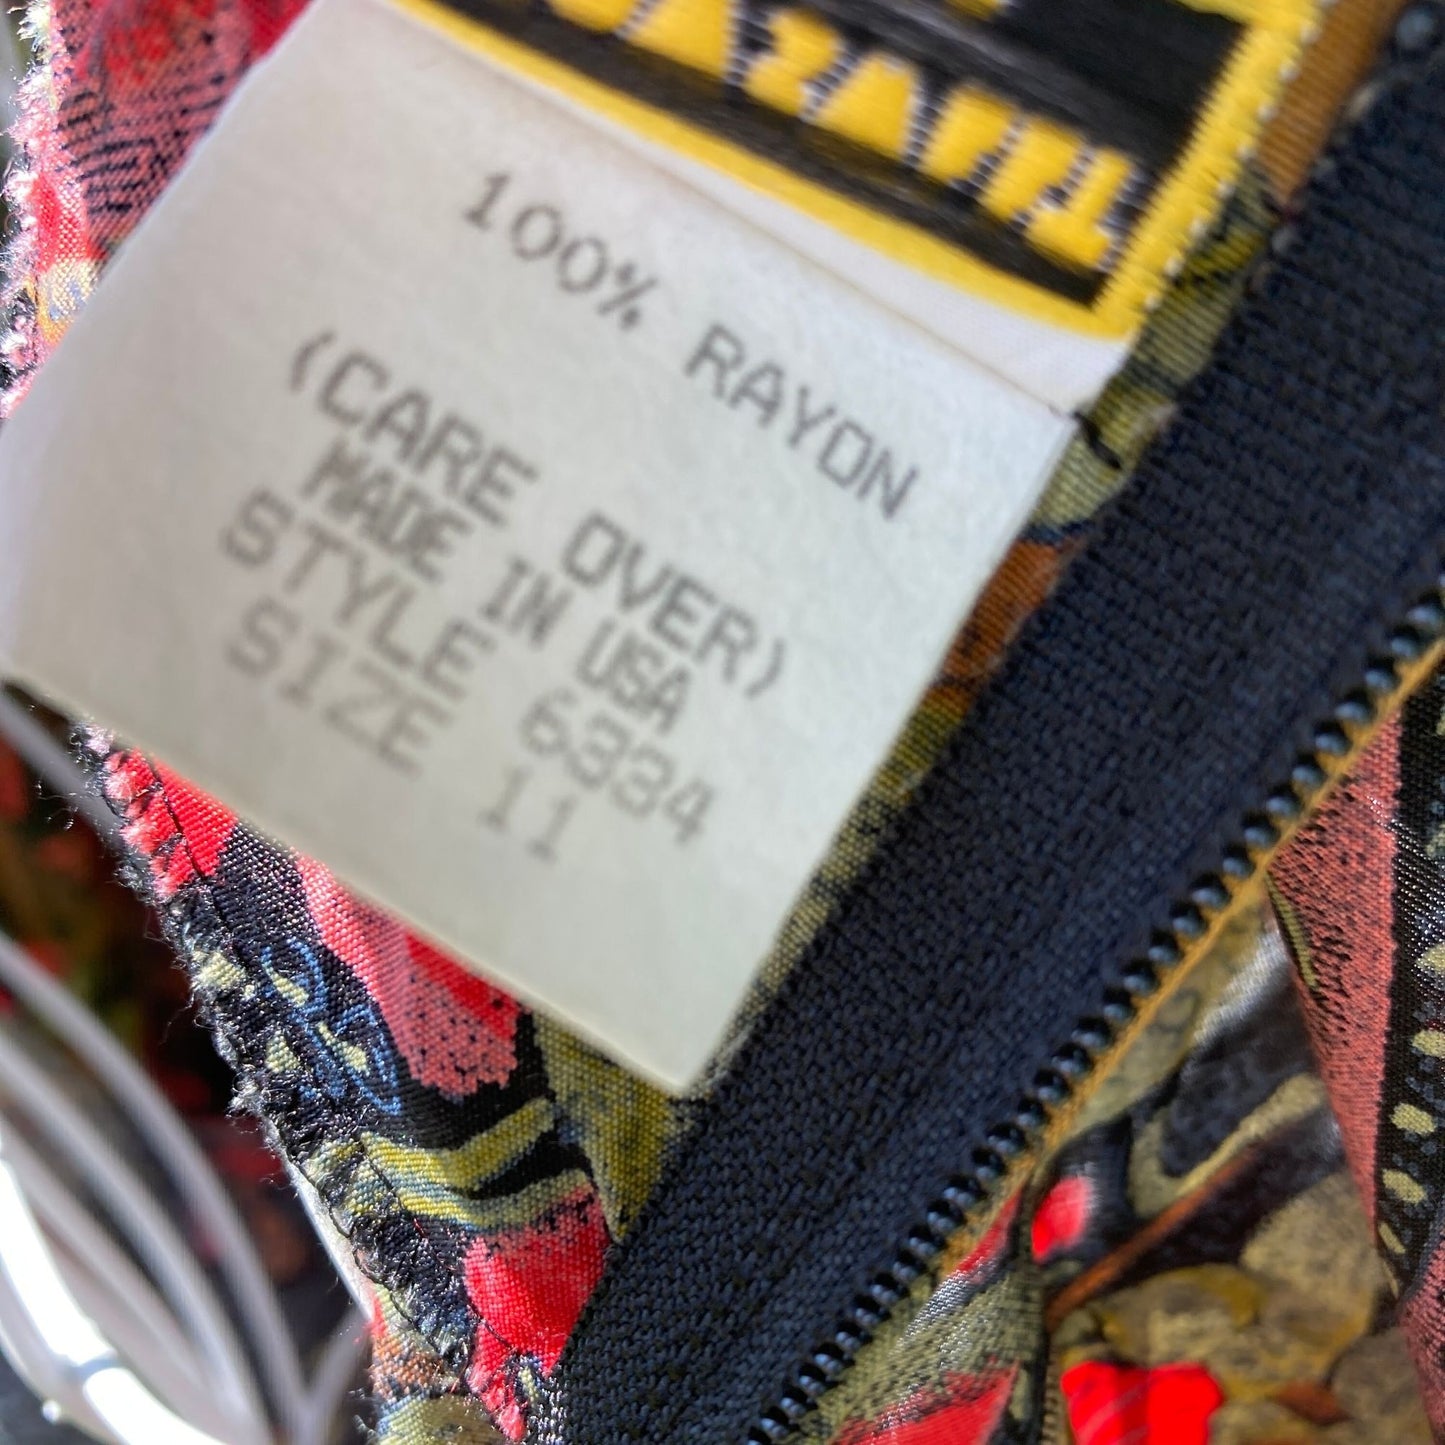 100% RAYON
(CARE OVER)
MADE IN USA
STYLE 6334
SIZE 11